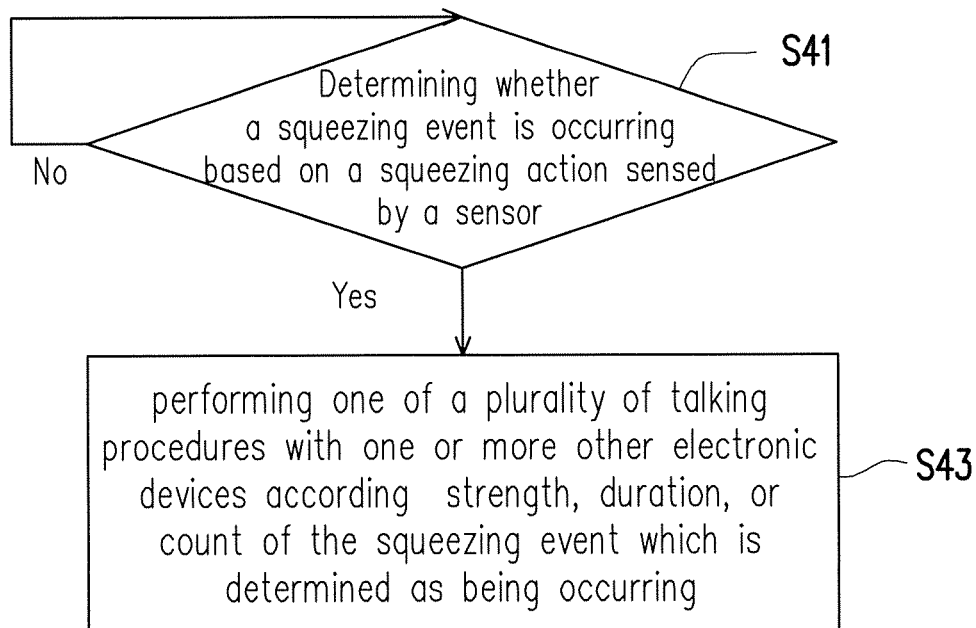 S41
Determining whether
a squeezing event is occurring
based on a squeezing action sensed
by a sensor
No
Yes
performing one of a plurality of talking
procedures with one or more other electronic
devices according strength, duration, or
count of the squeezing event which is
determined as being occurring
S43